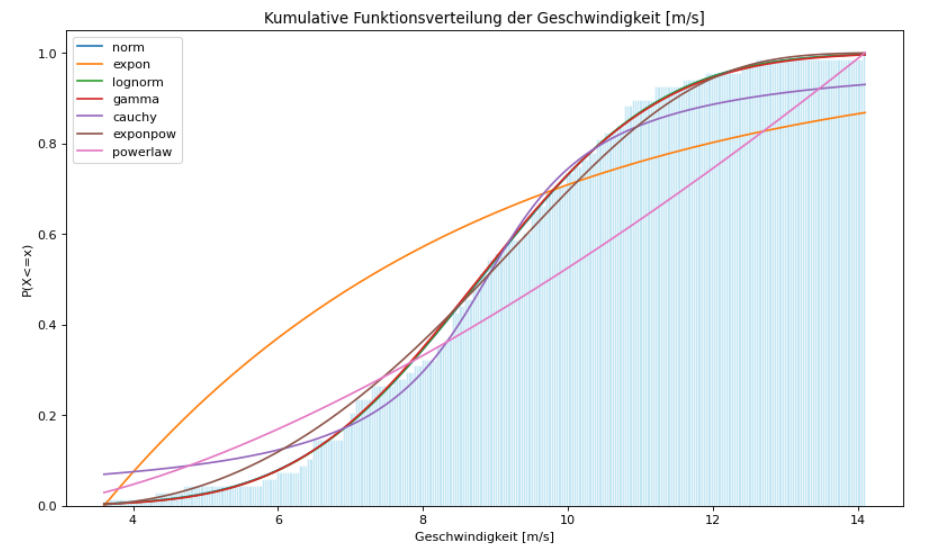 Kumulative Funktionsverteilung der Geschwindigkeit [m/s]
norm
expon
lognorm
gamma
cauchy
exponpow
powerlaw
P(X<=x)
1.0
0.8
0.6
0.4
0.2
0.0
4 6 8 10 12 14
Geschwindigkeit [m/s]